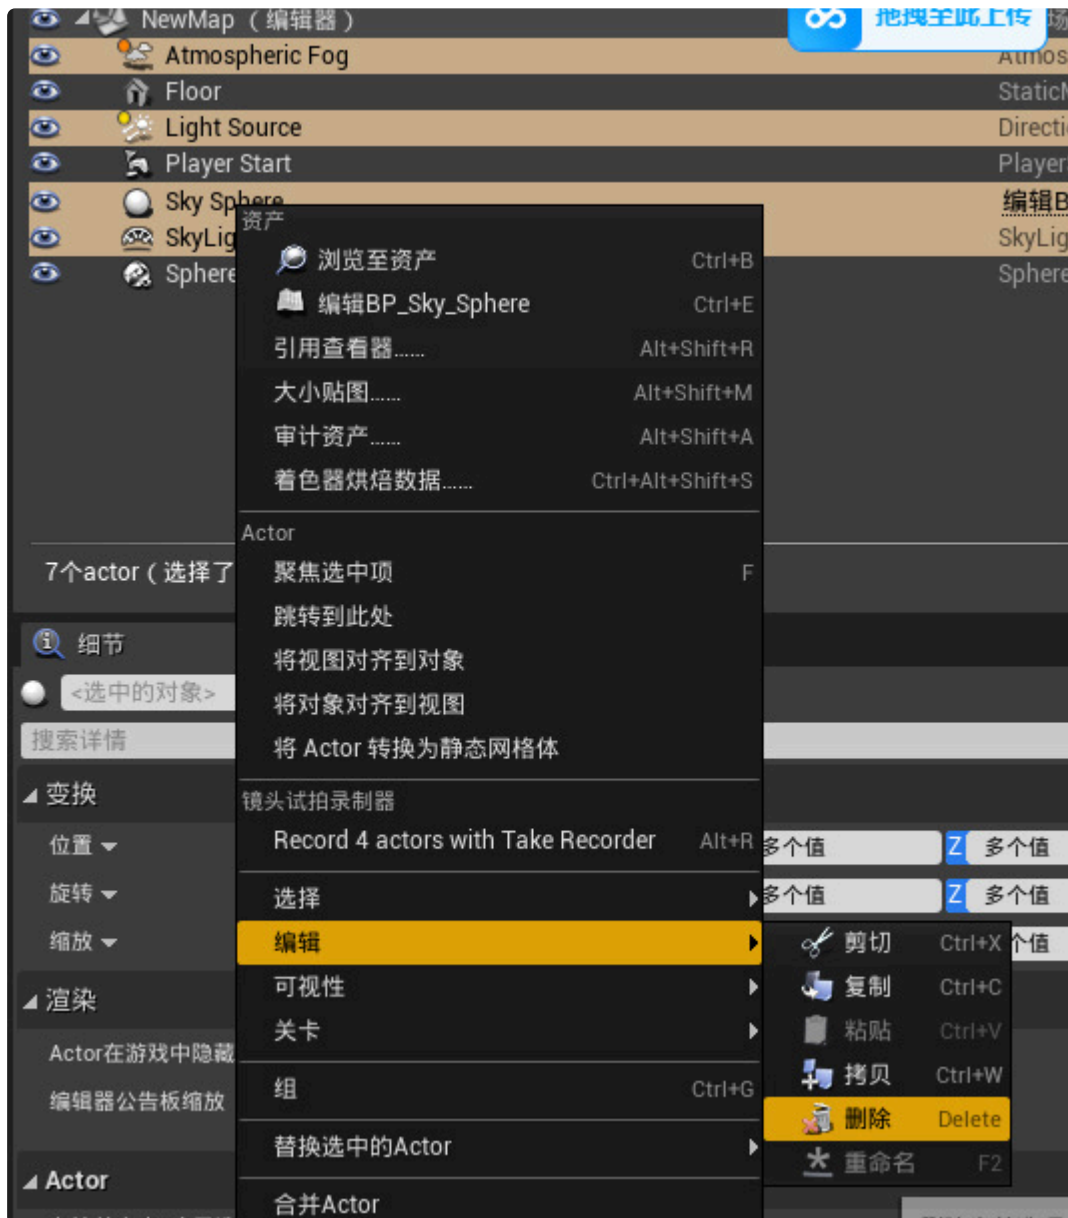 NewMap （编辑器）
拖拽至此上传
Atmospheric Fog
Atmos
Floor
Light Source
Directi
Player Start
Player
Sky Sphere
编辑B
SkyLig
SkyLig
Sphere
Sphere
资产
浏览至资产 Ctrl+B
编辑BP_Sky_Sphere Ctrl+E
引用查看器...... Alt+Shift+R
大小贴图...... Alt+Shift+M
审计资产...... Alt+Shift+A
着色器烘焙数据...... Ctrl+Alt+Shift+S
Actor
7个actor（选择了
聚焦选中项 F
跳转到此处
细节
将视图对齐到对象
<选中的对象>
将对象对齐到视图
搜索详情
将 Actor 转换为静态网格体
变换
镜头试拍录制器
位置
Record 4 actors with Take Recorder Alt+R
多个值 Z 多个值
旋转
选择
多个值 Z 多个值
缩放
编辑
剪切 Ctrl+X
个值
渲染
可视性
复制 Ctrl+C
Actor在游戏中隐藏
关卡
粘贴 Ctrl+V
编辑器公告板缩放
组 Ctrl+G
拷贝 Ctrl+W
删除 Delete
替换选中的Actor
重命名 F2
Actor
合并Actor